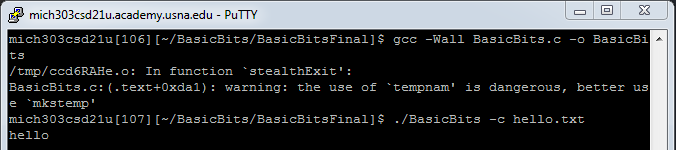 mich303csd21u.academy.usna.edu - PuTTY
mich303csd21u[106][~/BasicBits/BasicBitsFinal]$ gcc -Wall BasicBits.c -o BasicBi
ts
/tmp/ccd6RAHe.o: In function `stealthExit':
BasicBits.c:(.text+0xda1): warning: the use of `tempnam' is dangerous, better us
e `mkstemp'
mich303csd21u[107][~/BasicBits/BasicBitsFinal]$ ./BasicBits -c hello.txt
hello